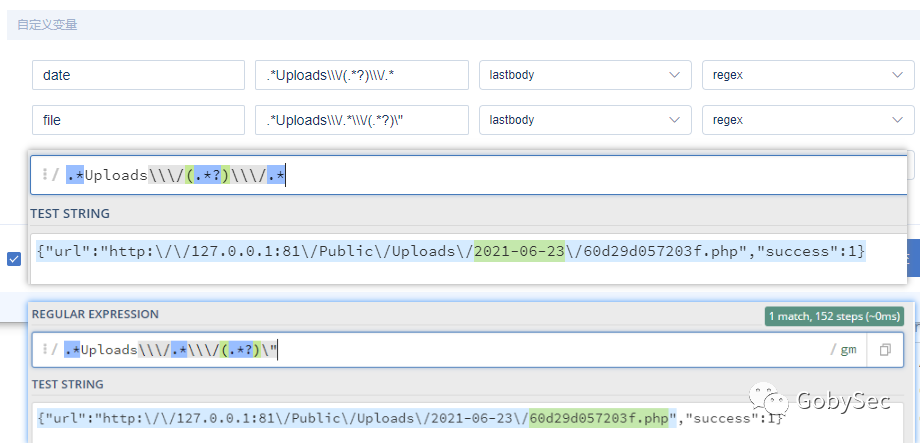 自定义变量
date .*Uploads\\\/(.*?)\\\/.* lastbody regex
file .*Uploads\\\/.*\\\/(.*?)\" lastbody regex
/ .*Uploads\\\/(.*?)\\\/.*
TEST STRING
{"url":"http:\/\/127.0.0.1:81\/Public\/Uploads\/2021-06-23\/60d29d057203f.php","success":1}
REGULAR EXPRESSION 1 match, 152 steps (~0ms)
/ .*Uploads\\\/.*\\\/(.*?)\" / gm
TEST STRING
{"url":"http:\/\/127.0.0.1:81\/Public\/Uploads\/2021-06-23\/60d29d057203f.php","success":1}
GobySec